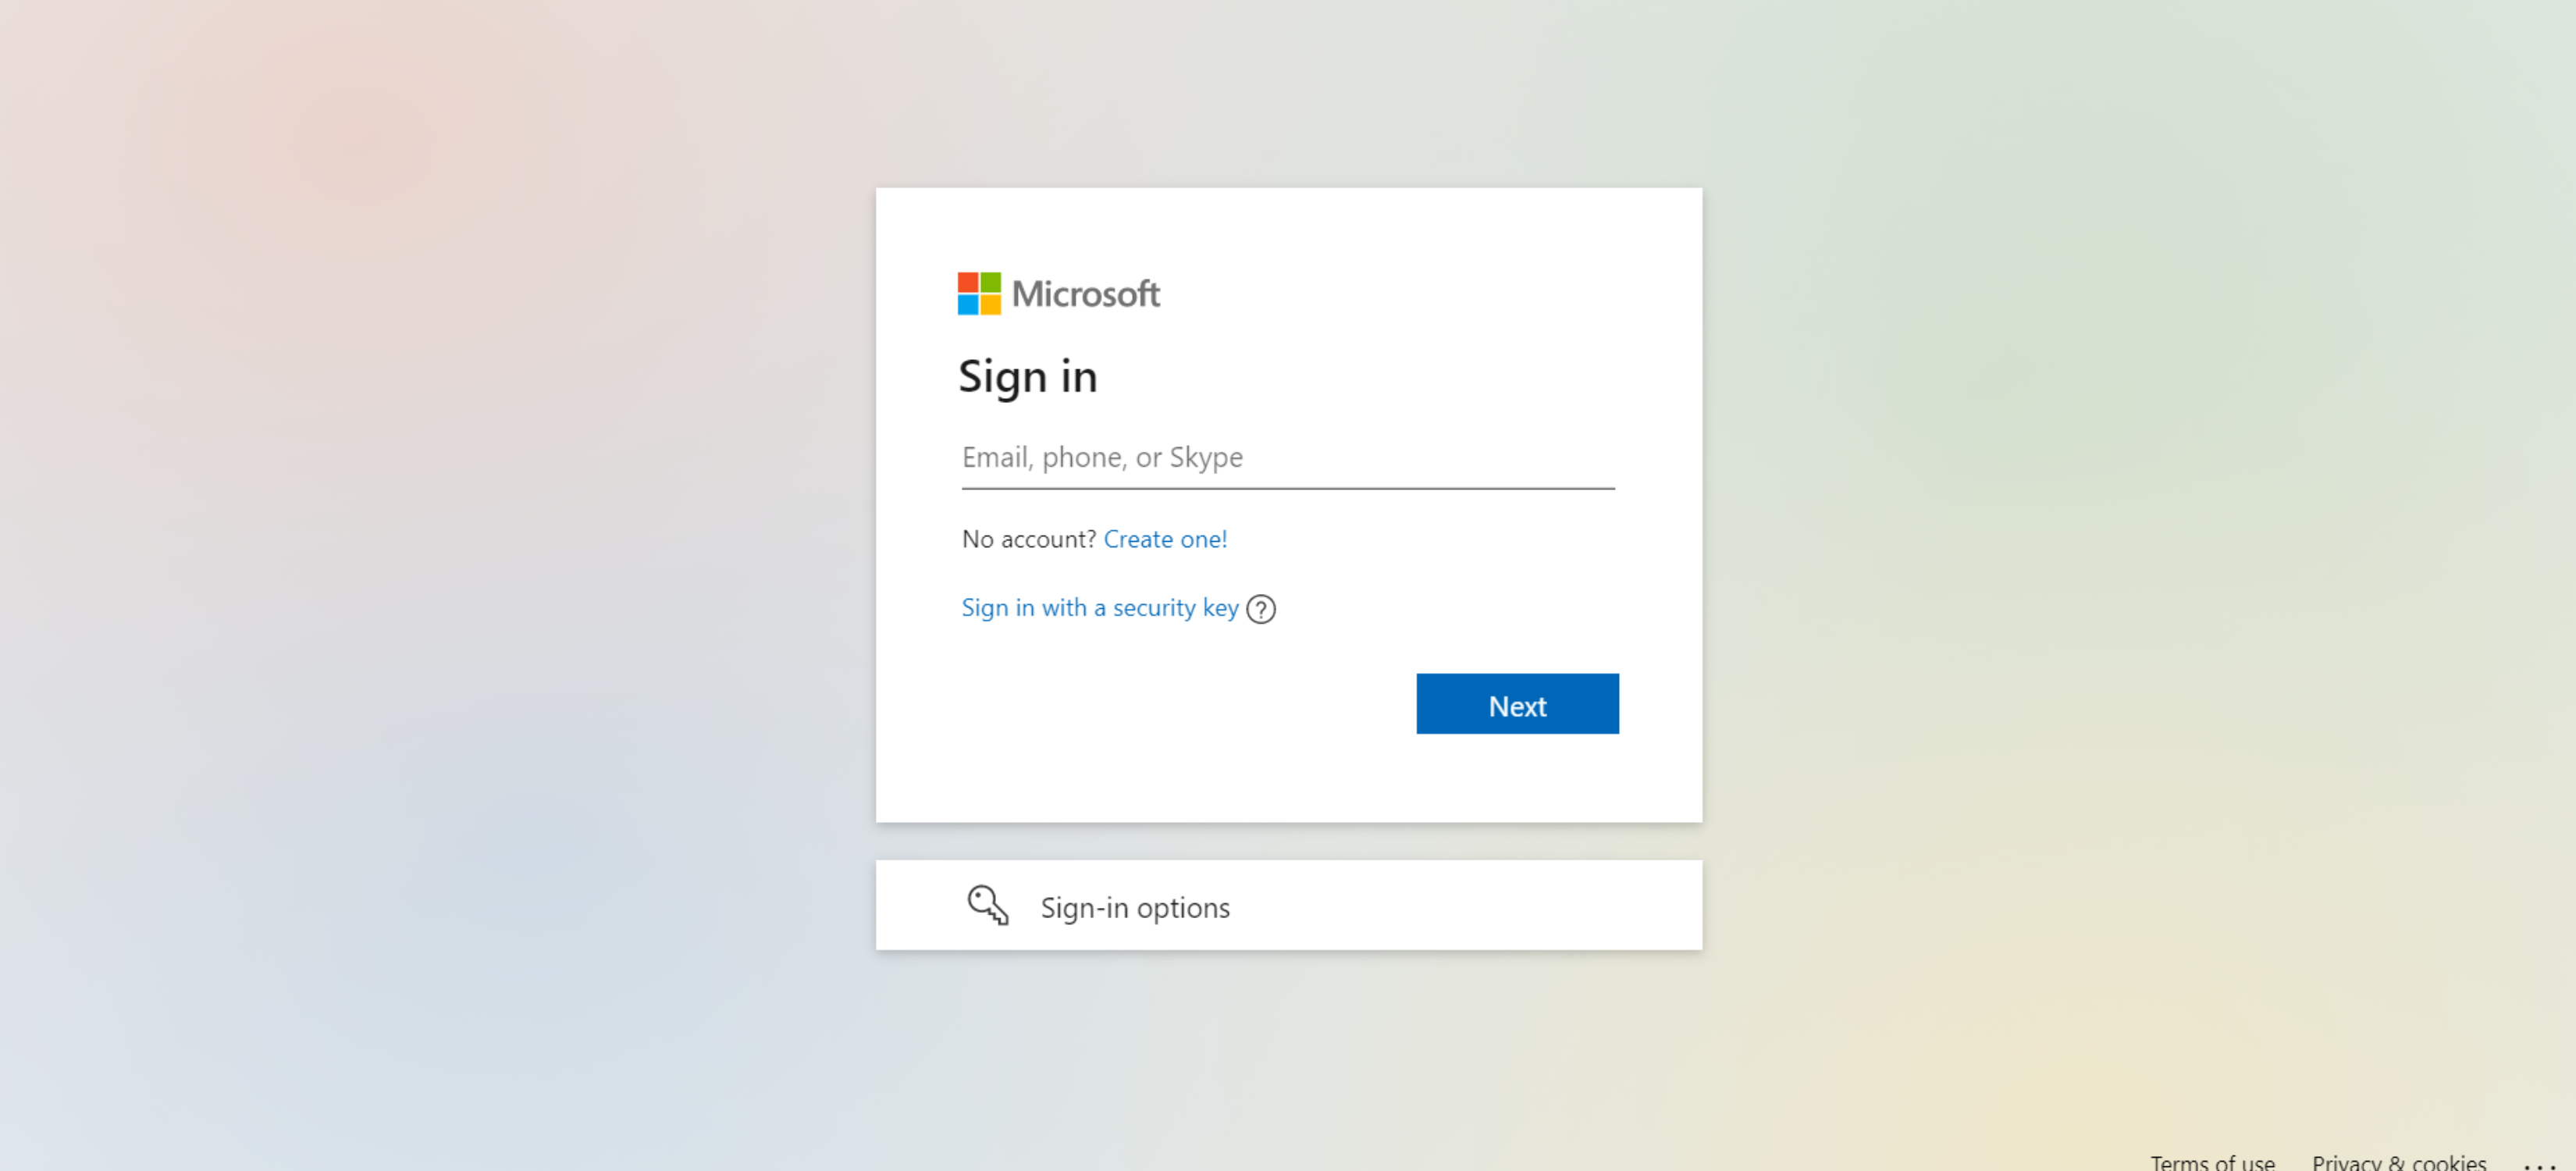 Microsoft
Sign in
Email, phone, or Skype
No account? Create one!
Sign in with a security key ?
Next
Sign-in options
Terms of use Privacy & cookies ...